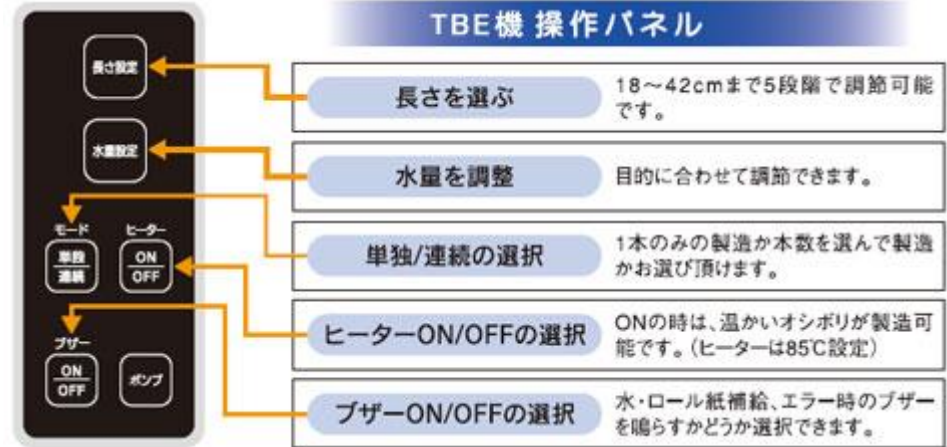 TBE機 操作パネル
長さ設定
長さを選ぶ
18～42cmまで5段階で調節可能
です。
水量設定
水量を調整
目的に合わせて調節できます。
モード
ヒーター
単独/連続の選択
1本のみの製造か本数を選んで製造
かお選び頂けます。
連続
ON
OFF
ヒーターON/OFFの選択
ONの時は、温かいオシボリが製造可
能です。(ヒーターは85℃設定)
ブザー
ON
OFF
ポンプ
ブザーON/OFFの選択
水・ロール紙補給、エラー時のブザー
を鳴らすかどうか選択できます。